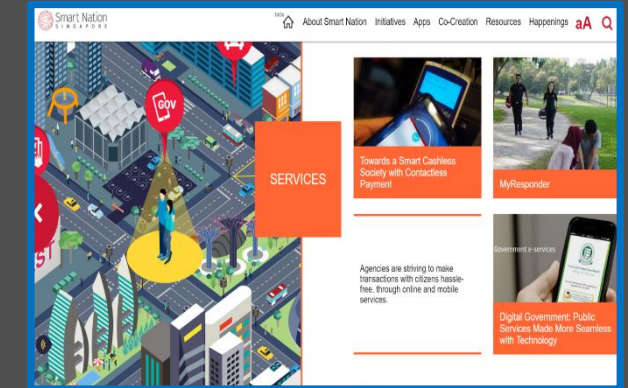 Smart Nation
SINGAPORE
beta
About Smart Nation Initiatives Apps Co-Creation Resources Happenings aA
GOV
ST
SERVICES
Towards a Smart Cashless
Society with Contactless
Payment
MyResponder
Agencies are striving to make
transactions with citizens hassle-
free, through online and mobile
services.
Government e-services
Digital Government: Public
Services Made More Seamless
with Technology